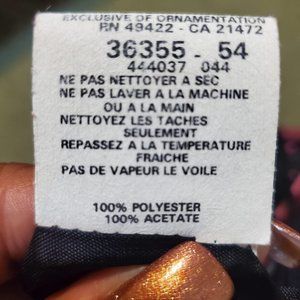 EXCLUSIVE OF ORNAMENTATION
RN 49422 - CA 21472
36355 - 54
444037 044
NE PAS NETTOYER A SEC
NE PAS LAVER A LA MACHINE
OU A LA MAIN
NETTOYEZ LES TACHES
SEULEMENT
REPASSEZ A LA TEMPERATURE
FRAICHE
PAS DE VAPEUR LE VOILE
100% POLYESTER
100% ACETATE